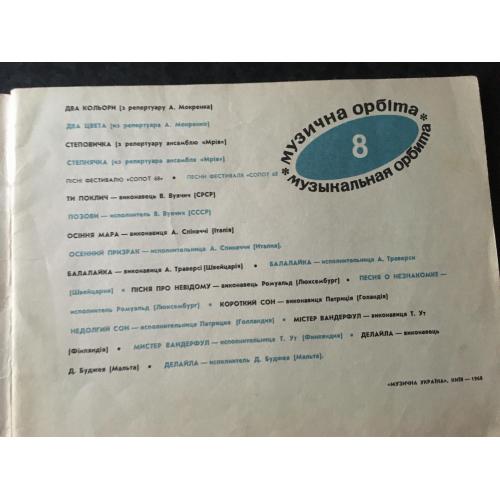 музична орбіта
8
музыкальная орбита
ДВА КОЛЬОРИ (з репертуару А. Мокренка)
ДВА ЦВЕТА (из репертуара А. Мокренко)
СТЕПОВИЧКА (з репертуару ансамблю «Мрія»)
СТЕПНЯЧКА (из репертуара ансамбля «Мрія»)
ПІСНІ ФЕСТИВАЛЮ «СОПОТ 68» • ПЕСНИ ФЕСТИВАЛЯ «СОПОТ 68
ТИ ПОКЛИЧ — виконавець В. Вуячич (СРСР)
ПОЗОВИ — исполнитель В. Вуячич (СССР)
ОСІННЯ МАРА — виконавиця А. Спіначчі (Італія)
ОСЕННИЙ ПРИЗРАК — исполнительница А. Спиначчи (Италия).
БАЛАЛАЙКА — виконавиця А. Траверсі (Швейцарія) • БАЛАЛАЙКА — исполнительница А. Траверси
(Швейцария) • ПІСНЯ ПРО НЕВІДОМУ — виконавець Ромуальд (Люксембург) • ПЕСНЯ О НЕЗНАКОМКЕ —
исполнитель Ромуальд (Люксембург) • КОРОТКИЙ СОН — виконавиця Патриція (Голандія)
НЕДОЛГИЙ СОН — исполнительница Патриция (Голландия) • МІСТЕР ВАНДЕРФУЛ — виконавиця Т. Ут
(Фінляндія) • МИСТЕР ВАНДЕРФУЛ — исполнительница Т. Ут (Финляндия) • ДЕЛАЙЛА — виконавець
Д. Буджея (Мальта) • ДЕЛАЙЛА — исполнитель Д. Буджея (Мальта).
«МУЗИЧНА УКРАЇНА», КИЇВ — 1968